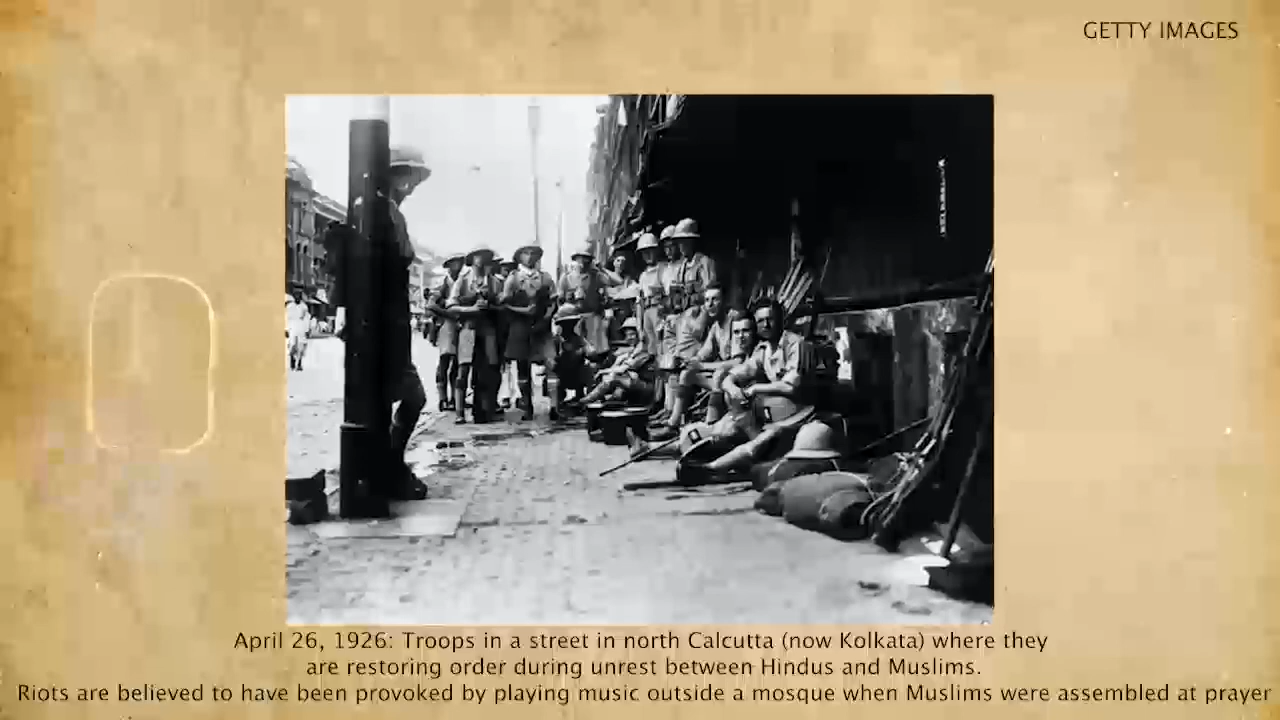 GETTY IMAGES
April 26, 1926: Troops in a street in north Calcutta (now Kolkata) where they
are restoring order during unrest between Hindus and Muslims.
Riots are believed to have been provoked by playing music outside a mosque when Muslims were assembled at prayer